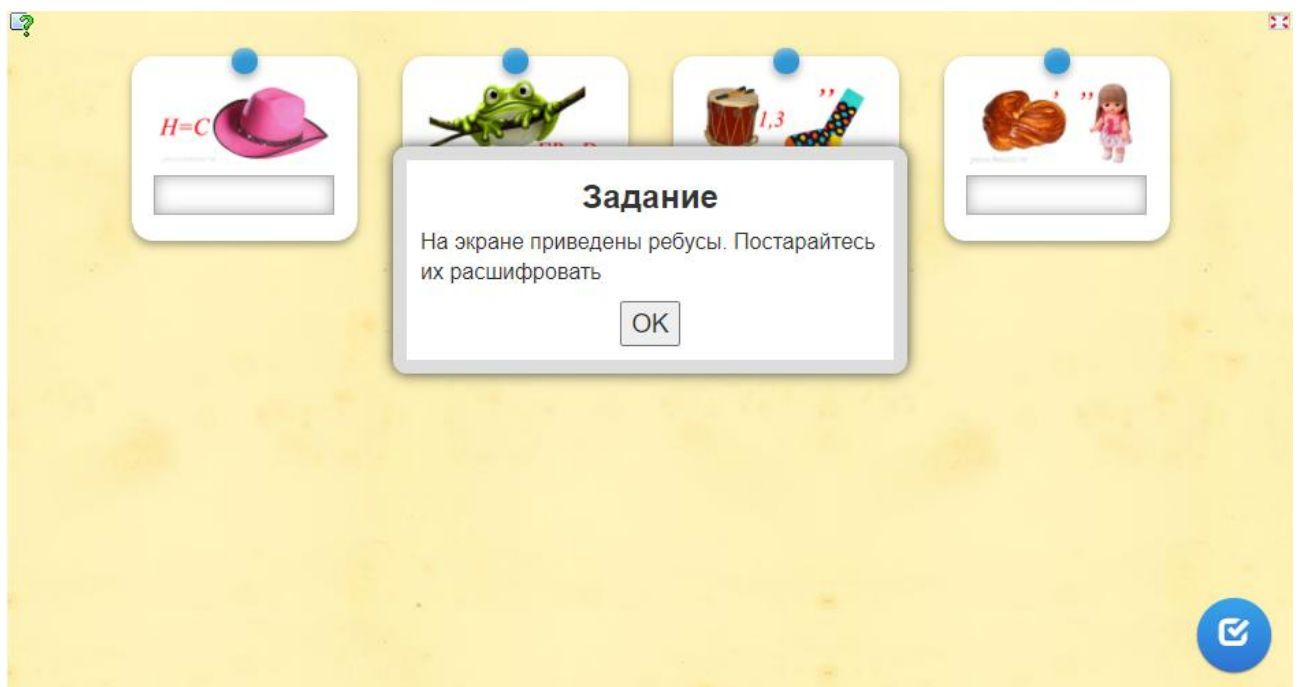 H=C
1,3
’’
’ ’’
Задание
На экране приведены ребусы. Постарайтесь
их расшифровать
OK